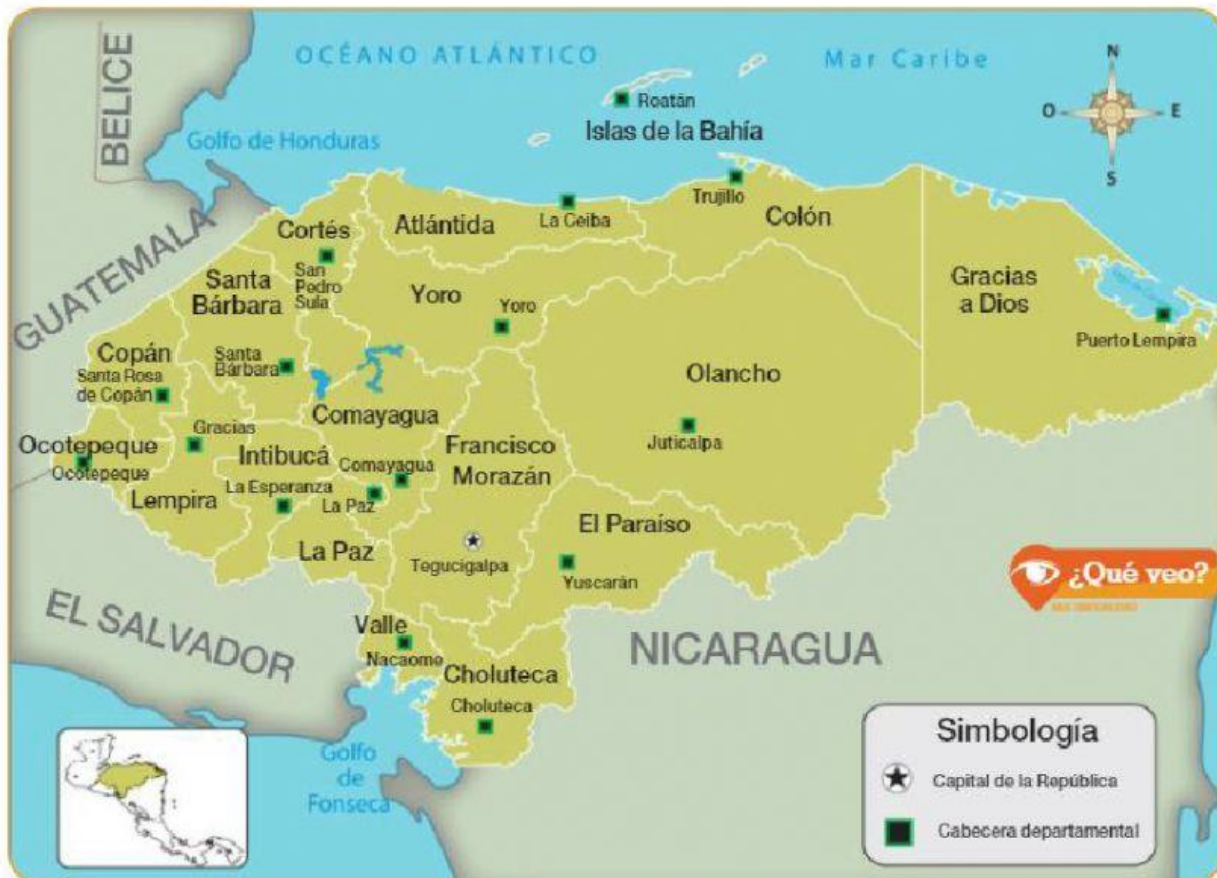 BELICE
OCÉANO ATLÁNTICO
Mar Caribe
N
O
E
S
Roatán
Islas de la Bahía
Golfo de Honduras
GUATEMALA
Trujillo
Cortés
Atlántida
La Ceiba
Colón
Santa
Bárbara
San
Pedro
Sula
Yoro
Yoro
Gracias
a Dios
Puerto Lempira
Copán
Santa Rosa
de Copán
Santa
Bárbara
Olancho
Comayagua
Juticalpa
Ocotepeque
Ocotepeque
Gracias
Intibucá
Comayagua
Francisco
Morazán
Lempira
La Esperanza
La Paz
La Paz
El Paraíso
Tegucigalpa
Yuscarán
¿Qué veo?
EL SALVADOR
Valle
Nacaome
NICARAGUA
Choluteca
Choluteca
Golfo
de
Fonseca
Simbología
Capital de la República
Cabecera departamental